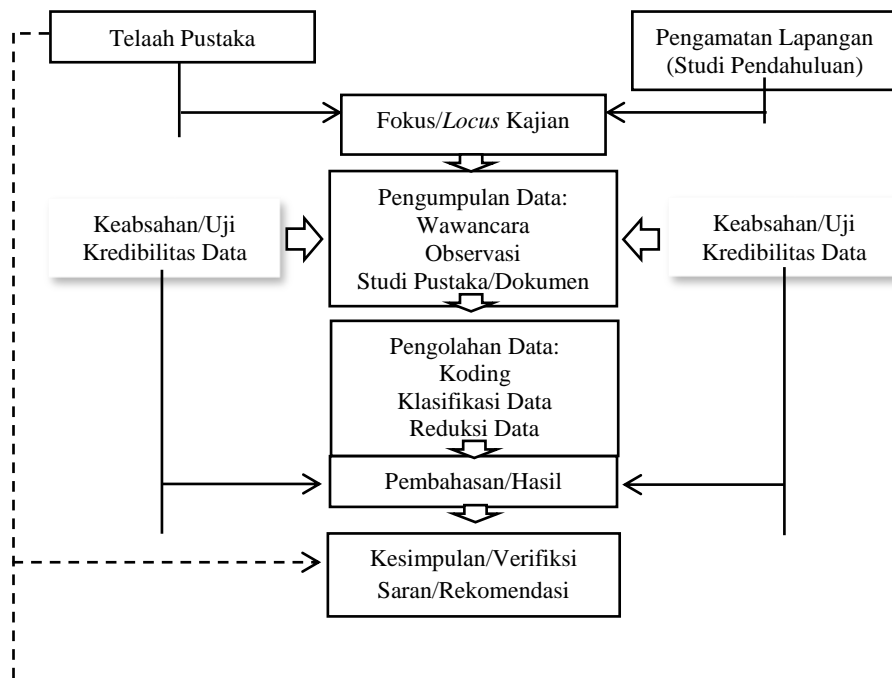 Telaah Pustaka
Pengamatan Lapangan
(Studi Pendahuluan)
Fokus/Locus Kajian
Keabsahan/Uji
Kredibilitas Data
Pengumpulan Data:
Wawancara
Observasi
Studi Pustaka/Dokumen
Keabsahan/Uji
Kredibilitas Data
Pengolahan Data:
Koding
Klasifikasi Data
Reduksi Data
Pembahasan/Hasil
Kesimpulan/Verifiksi
Saran/Rekomendasi